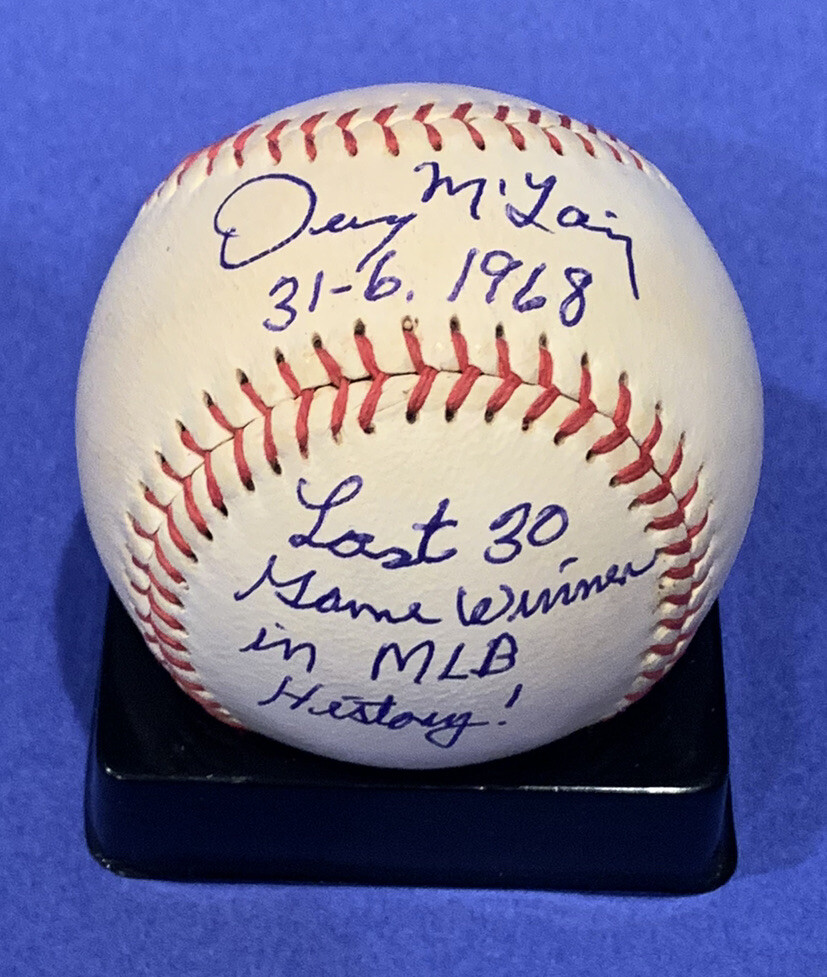 Denny McLain
31-6. 1968
Last 30
Game Winner
in MLB
History!